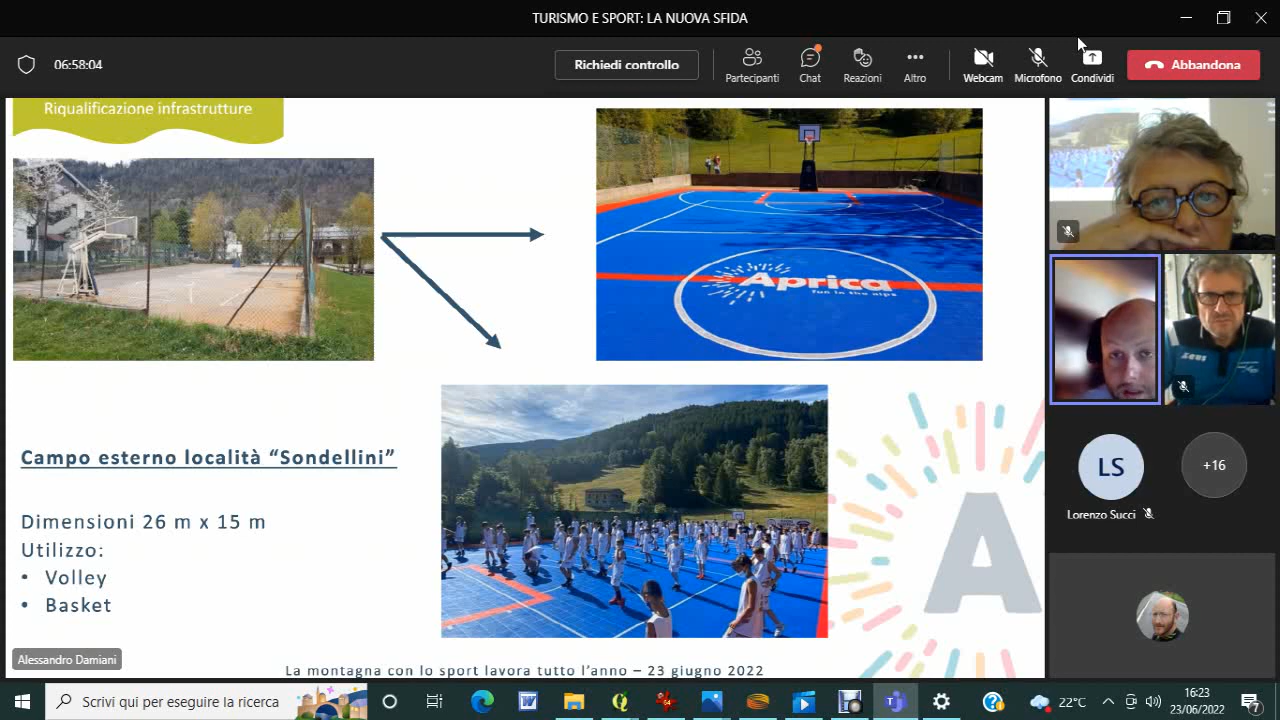 TURISMO E SPORT: LA NUOVA SFIDA
06:58:04
Richiedi controllo
Partecipanti
Chat
Reazioni
Altro
Webcam
Microfono
Condividi
Abbandona
Riqualificazione infrastrutture
Aprica
fun in the alps
Campo esterno località “Sondellini”
Dimensioni 26 m x 15 m
Utilizzo:
• Volley
• Basket
A
La montagna con lo sport lavora tutto l’anno – 23 giugno 2022
Alessandro Damiani
LS
+16
Lorenzo Succi
Scrivi qui per eseguire la ricerca
W
64
22°C
16:23
23/06/2022
7